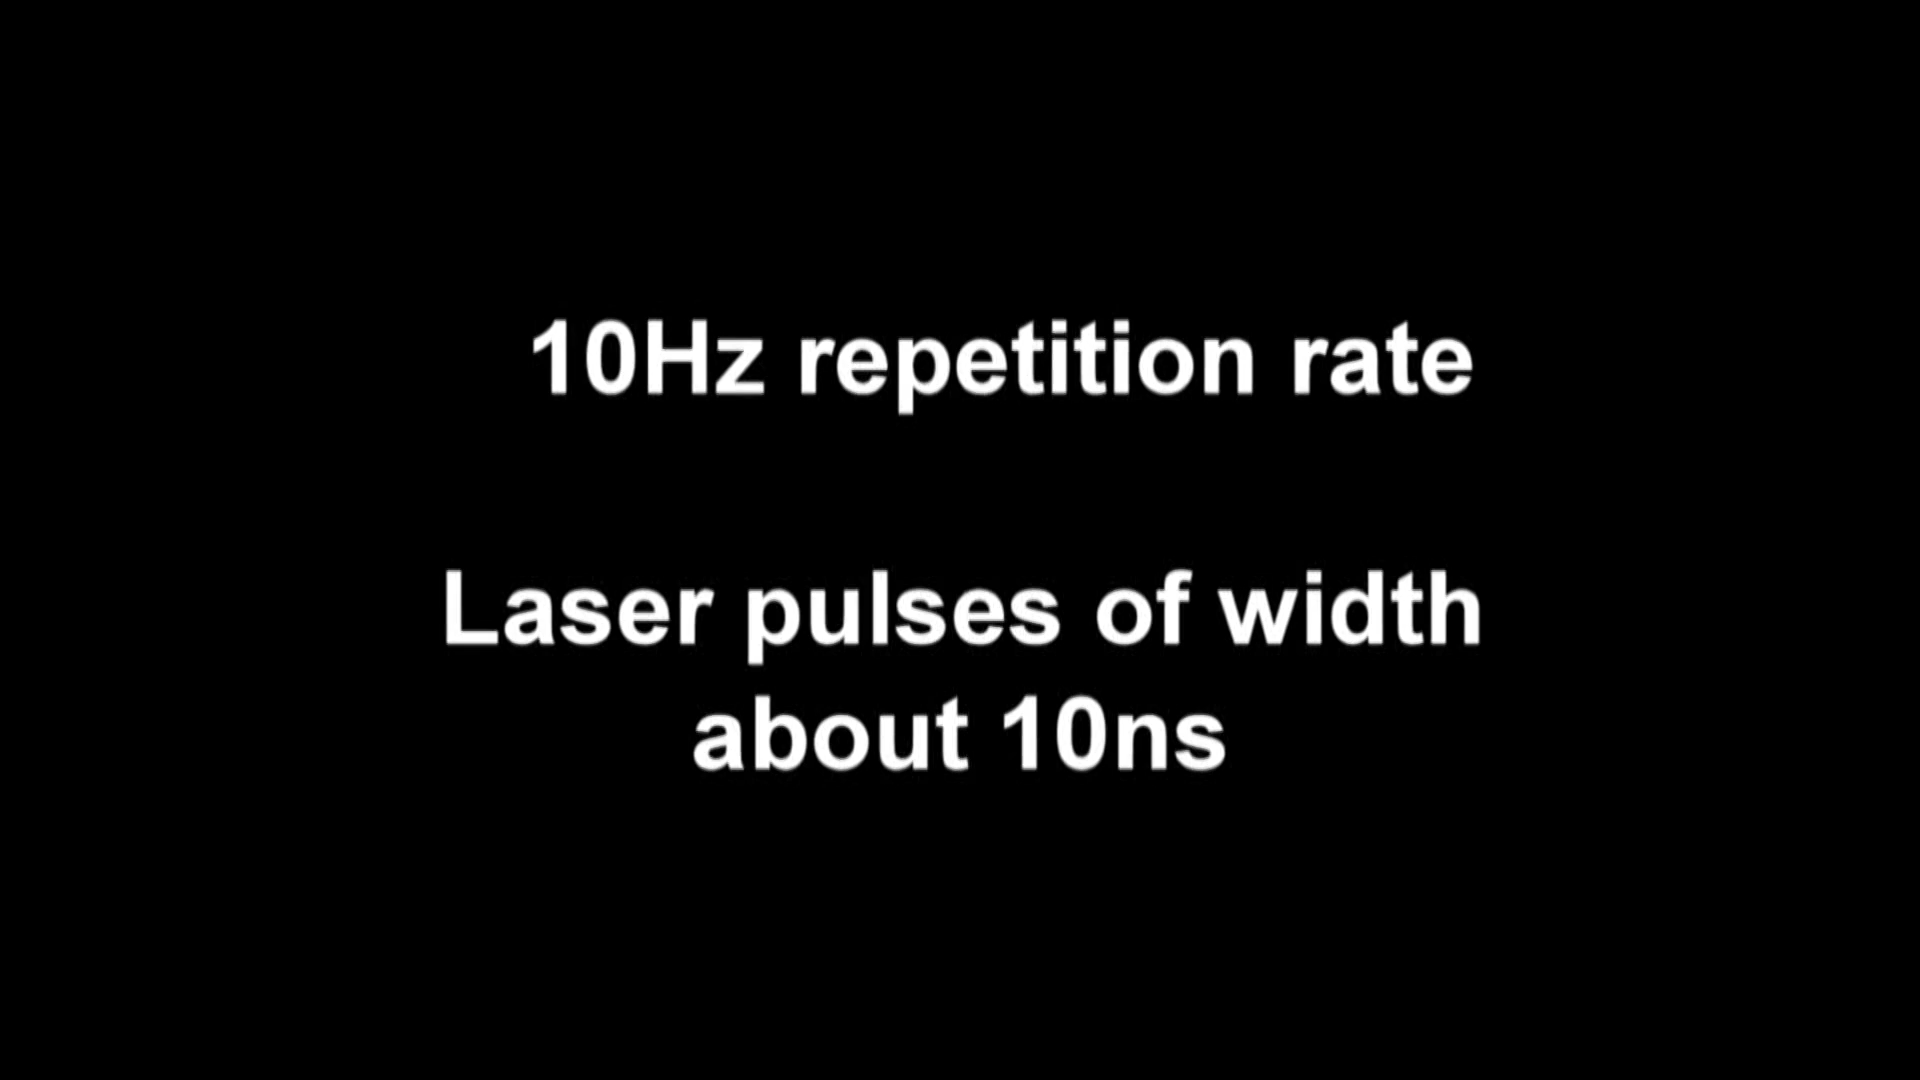 10Hz repetition rate
Laser pulses of width
about 10ns